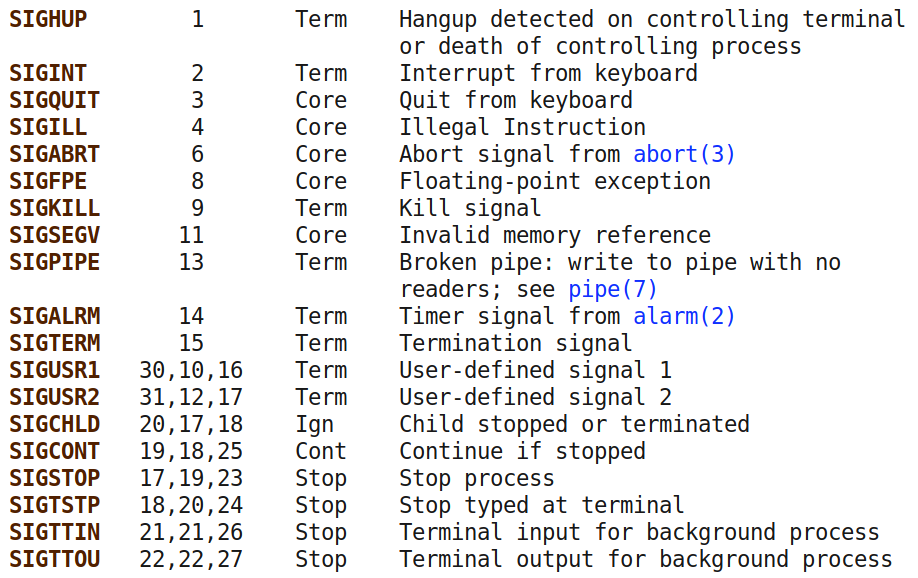 SIGHUP 1 Term Hangup detected on controlling terminal
or death of controlling process
SIGINT 2 Term Interrupt from keyboard
SIGQUIT 3 Core Quit from keyboard
SIGILL 4 Core Illegal Instruction
SIGABRT 6 Core Abort signal from abort(3)
SIGFPE 8 Core Floating-point exception
SIGKILL 9 Term Kill signal
SIGSEGV 11 Core Invalid memory reference
SIGPIPE 13 Term Broken pipe: write to pipe with no
readers; see pipe(7)
SIGALRM 14 Term Timer signal from alarm(2)
SIGTERM 15 Term Termination signal
SIGUSR1 30,10,16 Term User-defined signal 1
SIGUSR2 31,12,17 Term User-defined signal 2
SIGCHLD 20,17,18 Ign Child stopped or terminated
SIGCONT 19,18,25 Cont Continue if stopped
SIGSTOP 17,19,23 Stop Stop process
SIGTSTP 18,20,24 Stop Stop typed at terminal
SIGTTIN 21,21,26 Stop Terminal input for background process
SIGTTOU 22,22,27 Stop Terminal output for background process